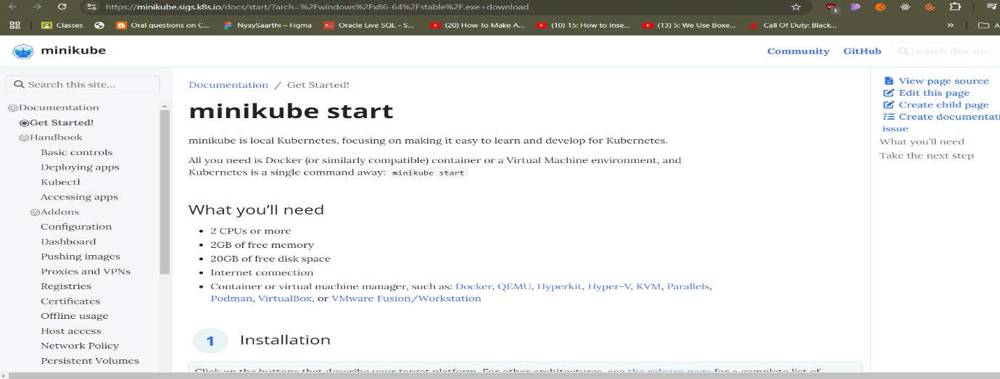 https://minikube.sigs.k8s.io/docs/start/?arch=%2Fwindows%2Fx86-64%2Fstable%2F.exe+download
1
Classes
Oral questions on C...
NyaySaarthi – Figma
Oracle Live SQL - S...
(20) How To Make A...
(10) 15: How to Inse...
(13) 5: We Use Boxe...
Call Of Duty: Black...
»
A
minikube
Community
GitHub
Search this site...
Search this site...
Documentation
Get Started!
Handbook
Basic controls
Deploying apps
Kubectl
Accessing apps
Addons
Configuration
Dashboard
Pushing images
Proxies and VPNs
Registries
Certificates
Offline usage
Host access
Network Policy
Persistent Volumes
Documentation / Get Started!
minikube start
minikube is local Kubernetes, focusing on making it easy to learn and develop for Kubernetes.
All you need is Docker (or similarly compatible) container or a Virtual Machine environment, and
Kubernetes is a single command away: minikube start
What you’ll need
• 2 CPUs or more
• 2GB of free memory
• 20GB of free disk space
• Internet connection
• Container or virtual machine manager, such as: Docker, QEMU, Hyperkit, Hyper-V, KVM, Parallels,
Podman, VirtualBox, or VMware Fusion/Workstation
1 Installation
Click on the buttons that describe your target platform. For other architectures, see the release page for a complete list of
View page source
Edit this page
Create child page
Create documentati
issue
What you’ll need
Take the next step